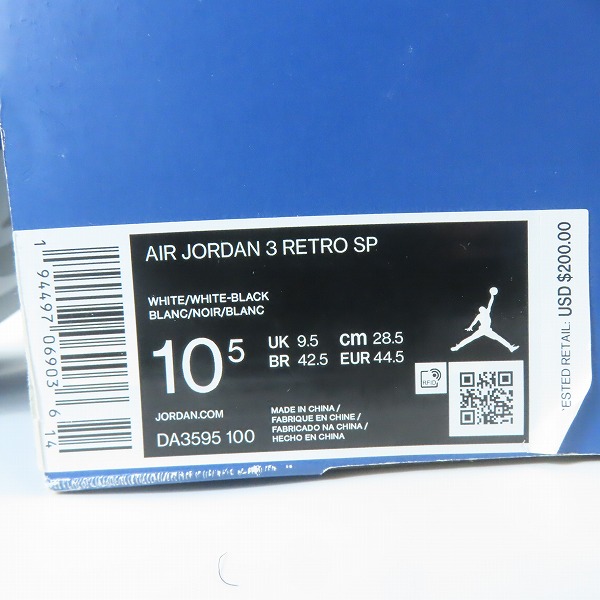 AIR JORDAN 3 RETRO SP
WHITE/WHITE-BLACK
BLANC/NOIR/BLANC
10⁵
UK 9.5 cm 28.5
BR 42.5 EUR 44.5
RFID
JORDAN.COM
DA3595 100
MADE IN CHINA /
FABRIQUE EN CHINE /
FABRICADO NA CHINA /
HECHO EN CHINA
1 94497 06903 6 14
ESTED RETAIL: USD $200.00